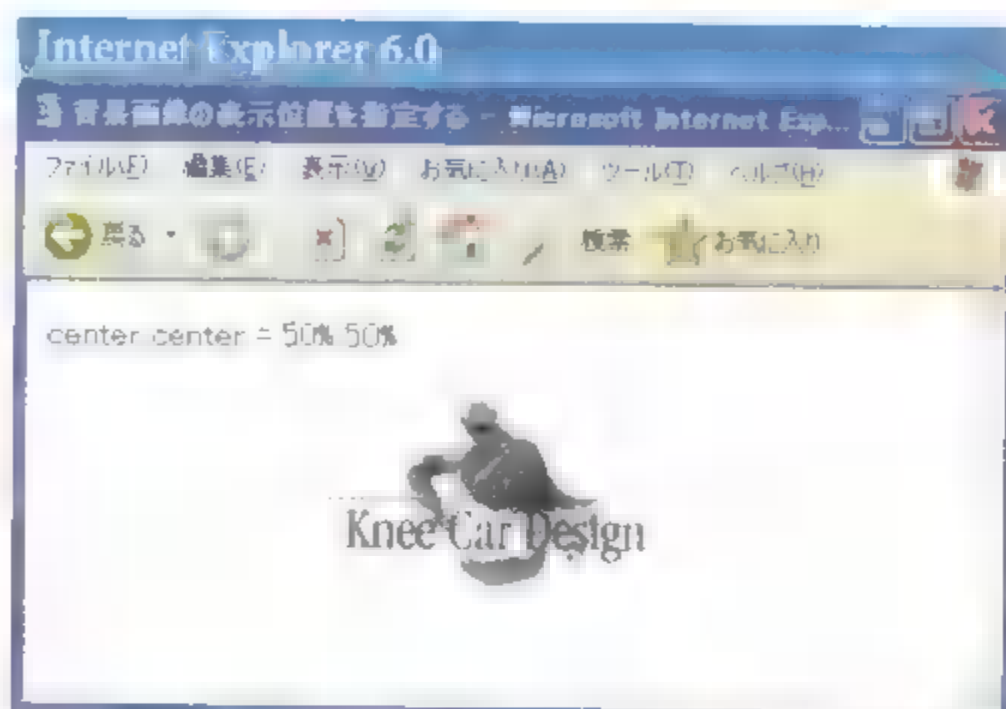 Internet Explorer 6.0
背景画像の表示位置を指定する - Microsoft Internet Exp...
ファイル(F) 編集(E) 表示(V) お気に入り(A) ツール(T) ヘルプ(H)
戻る 検索 お気に入り
center center = 50% 50%
Knee Car Design